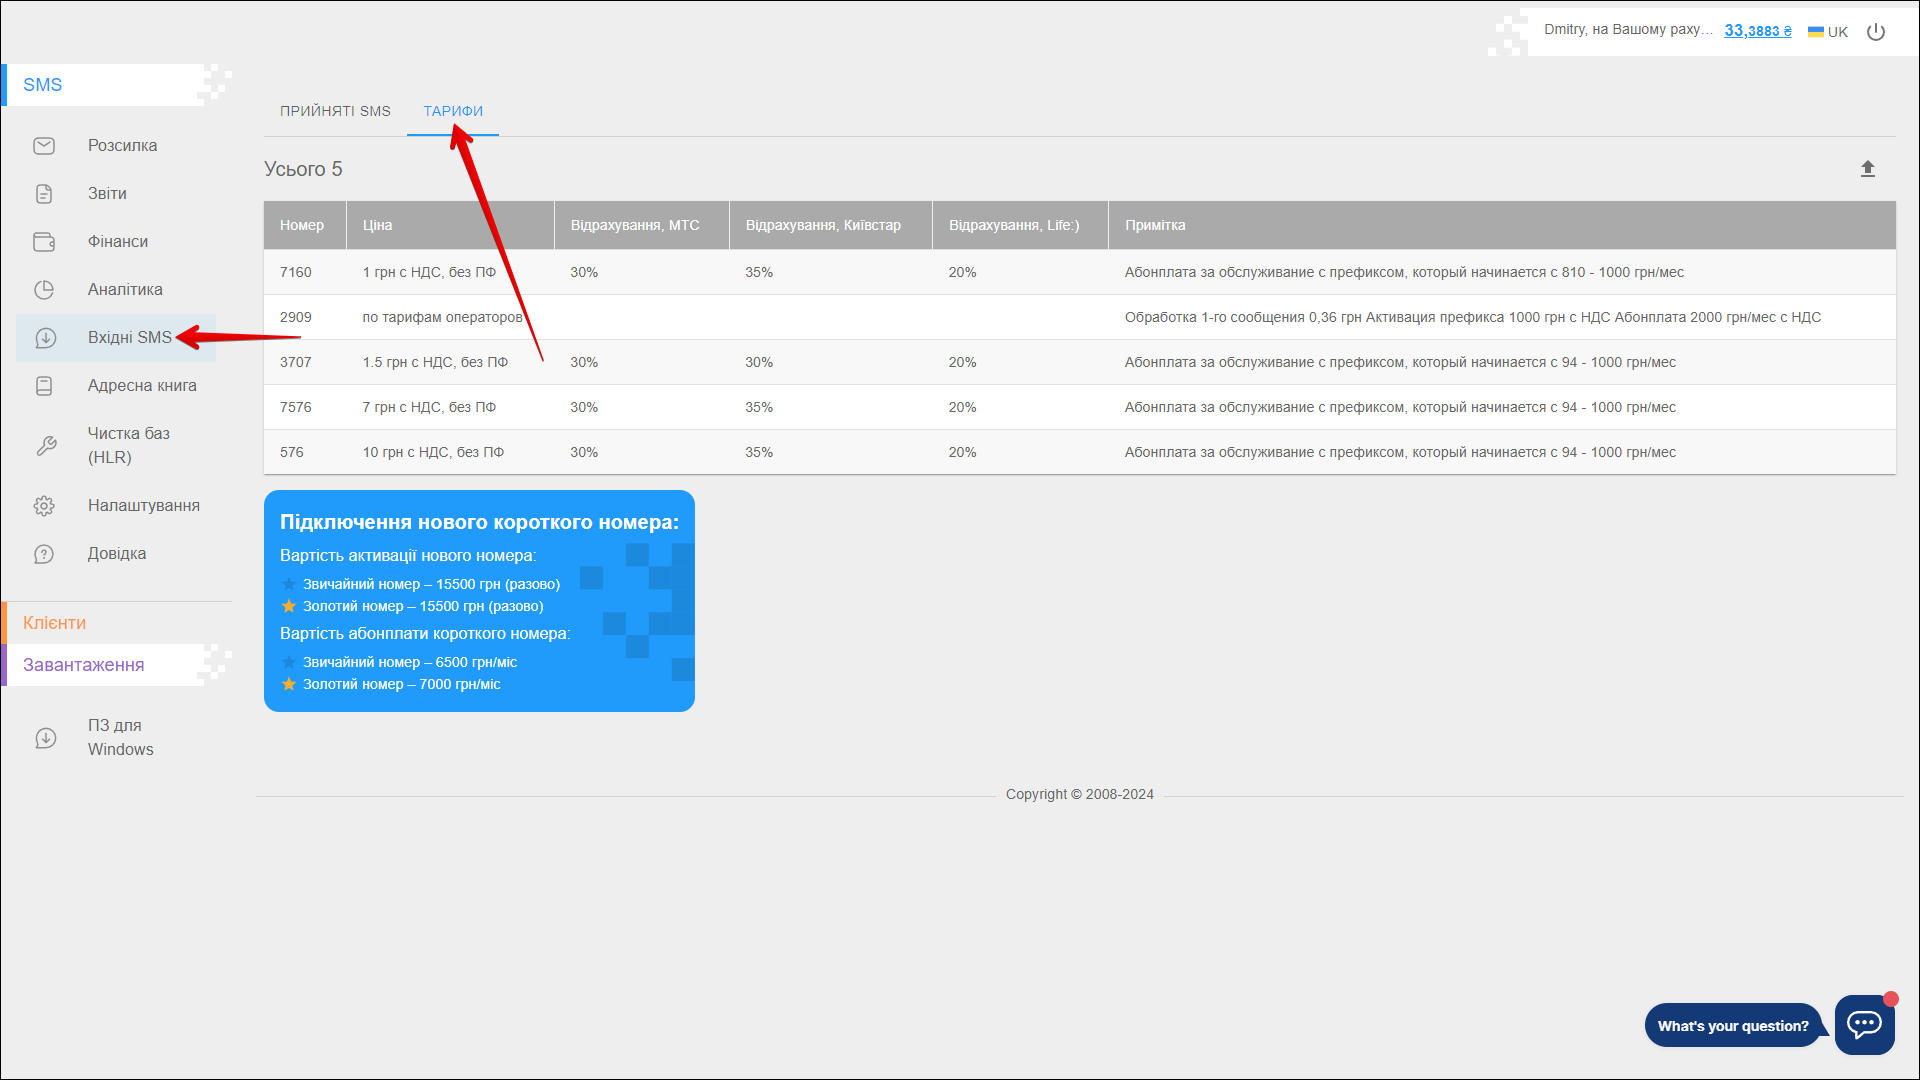 Dmitry, на Вашому раху... 33,3883 ₴ UK
SMS
Розсилка
Звіти
Фінанси
Аналітика
Вхідні SMS
Адресна книга
Чистка баз
(HLR)
Налаштування
Довідка
Клієнти
Завантаження
ПЗ для
Windows
ПРИЙНЯТІ SMS ТАРИФИ
Усього 5
Номер Ціна Відрахування, МТС Відрахування, Київстар Відрахування, Life:) Примітка
7160 1 грн с НДС, без ПФ 30% 35% 20% Абонплата за обслуживание с префиксом, который начинается с 810 - 1000 грн/мес
2909 по тарифам операторов Обработка 1-го сообщения 0,36 грн Активация префикса 1000 грн с НДС Абонплата 2000 грн/мес с НДС
3707 1.5 грн с НДС, без ПФ 30% 30% 20% Абонплата за обслуживание с префиксом, который начинается с 94 - 1000 грн/мес
7576 7 грн с НДС, без ПФ 30% 35% 20% Абонплата за обслуживание с префиксом, который начинается с 94 - 1000 грн/мес
576 10 грн с НДС, без ПФ 30% 35% 20% Абонплата за обслуживание с префиксом, который начинается с 94 - 1000 грн/мес
Підключення нового короткого номера:
Вартість активації нового номера:
Звичайний номер – 15500 грн (разово)
Золотий номер – 15500 грн (разово)
Вартість абонплати короткого номера:
Звичайний номер – 6500 грн/міс
Золотий номер – 7000 грн/міс
Copyright © 2008-2024
What's your question?